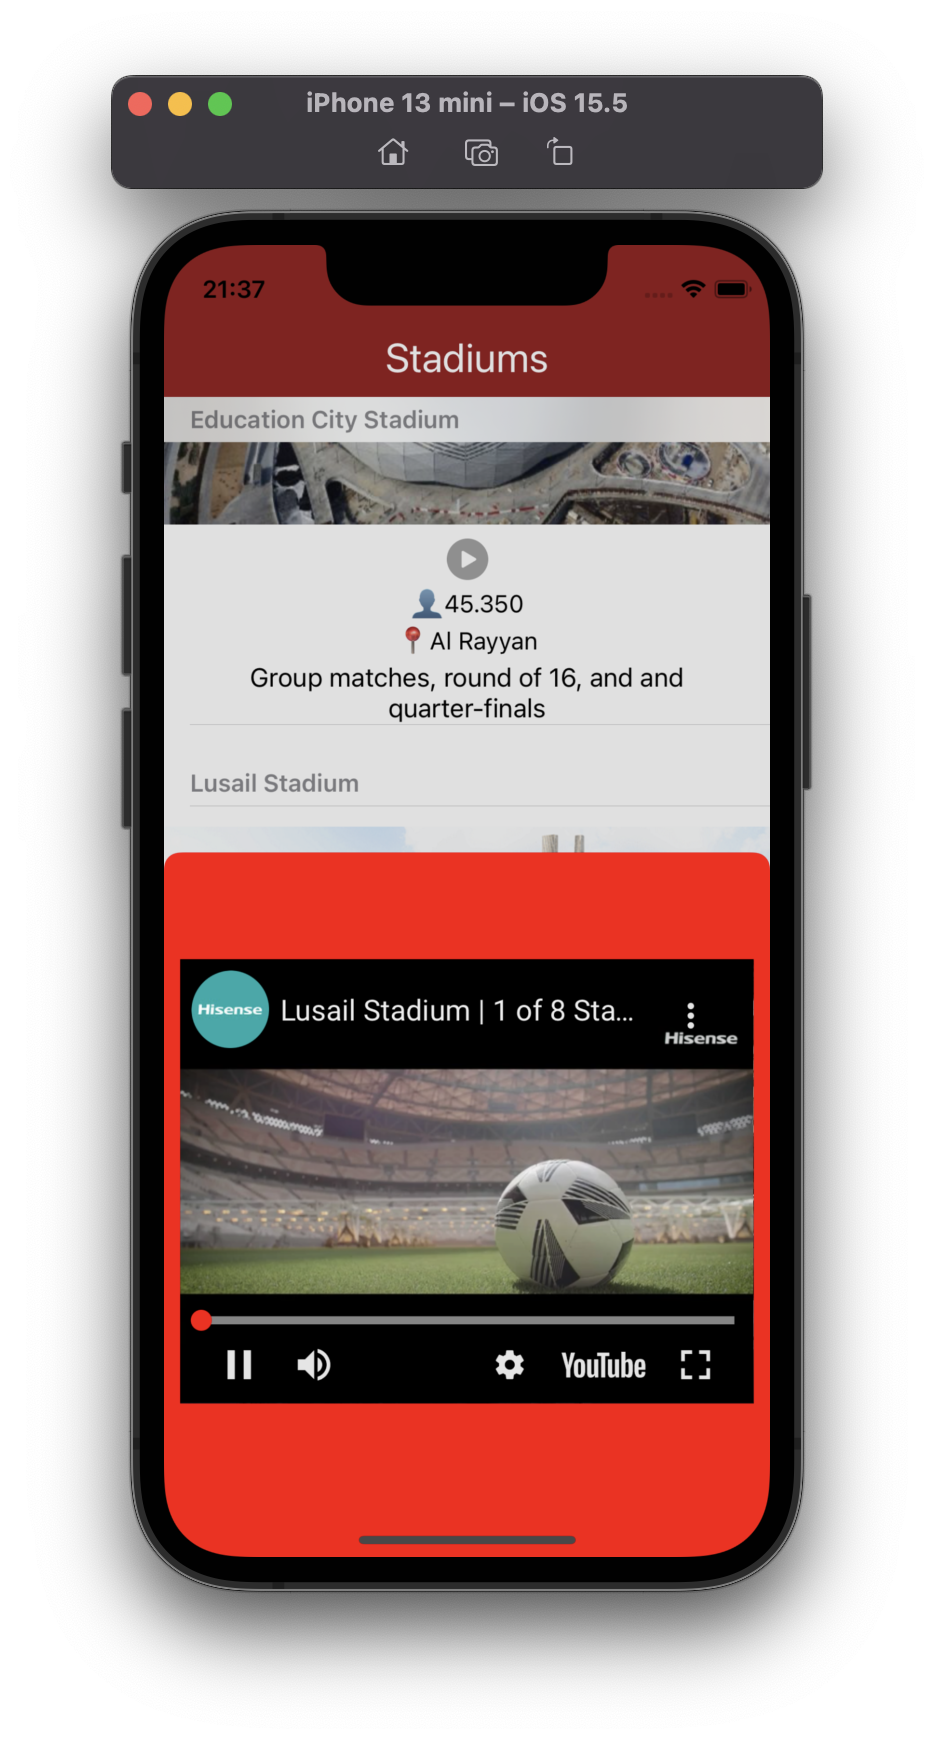 iPhone 13 mini – iOS 15.5
21:37
Stadiums
Education City Stadium
45.350
Al Rayyan
Group matches, round of 16, and and
quarter-finals
Lusail Stadium
Hisense
Lusail Stadium | 1 of 8 Sta...
Hisense
YouTube